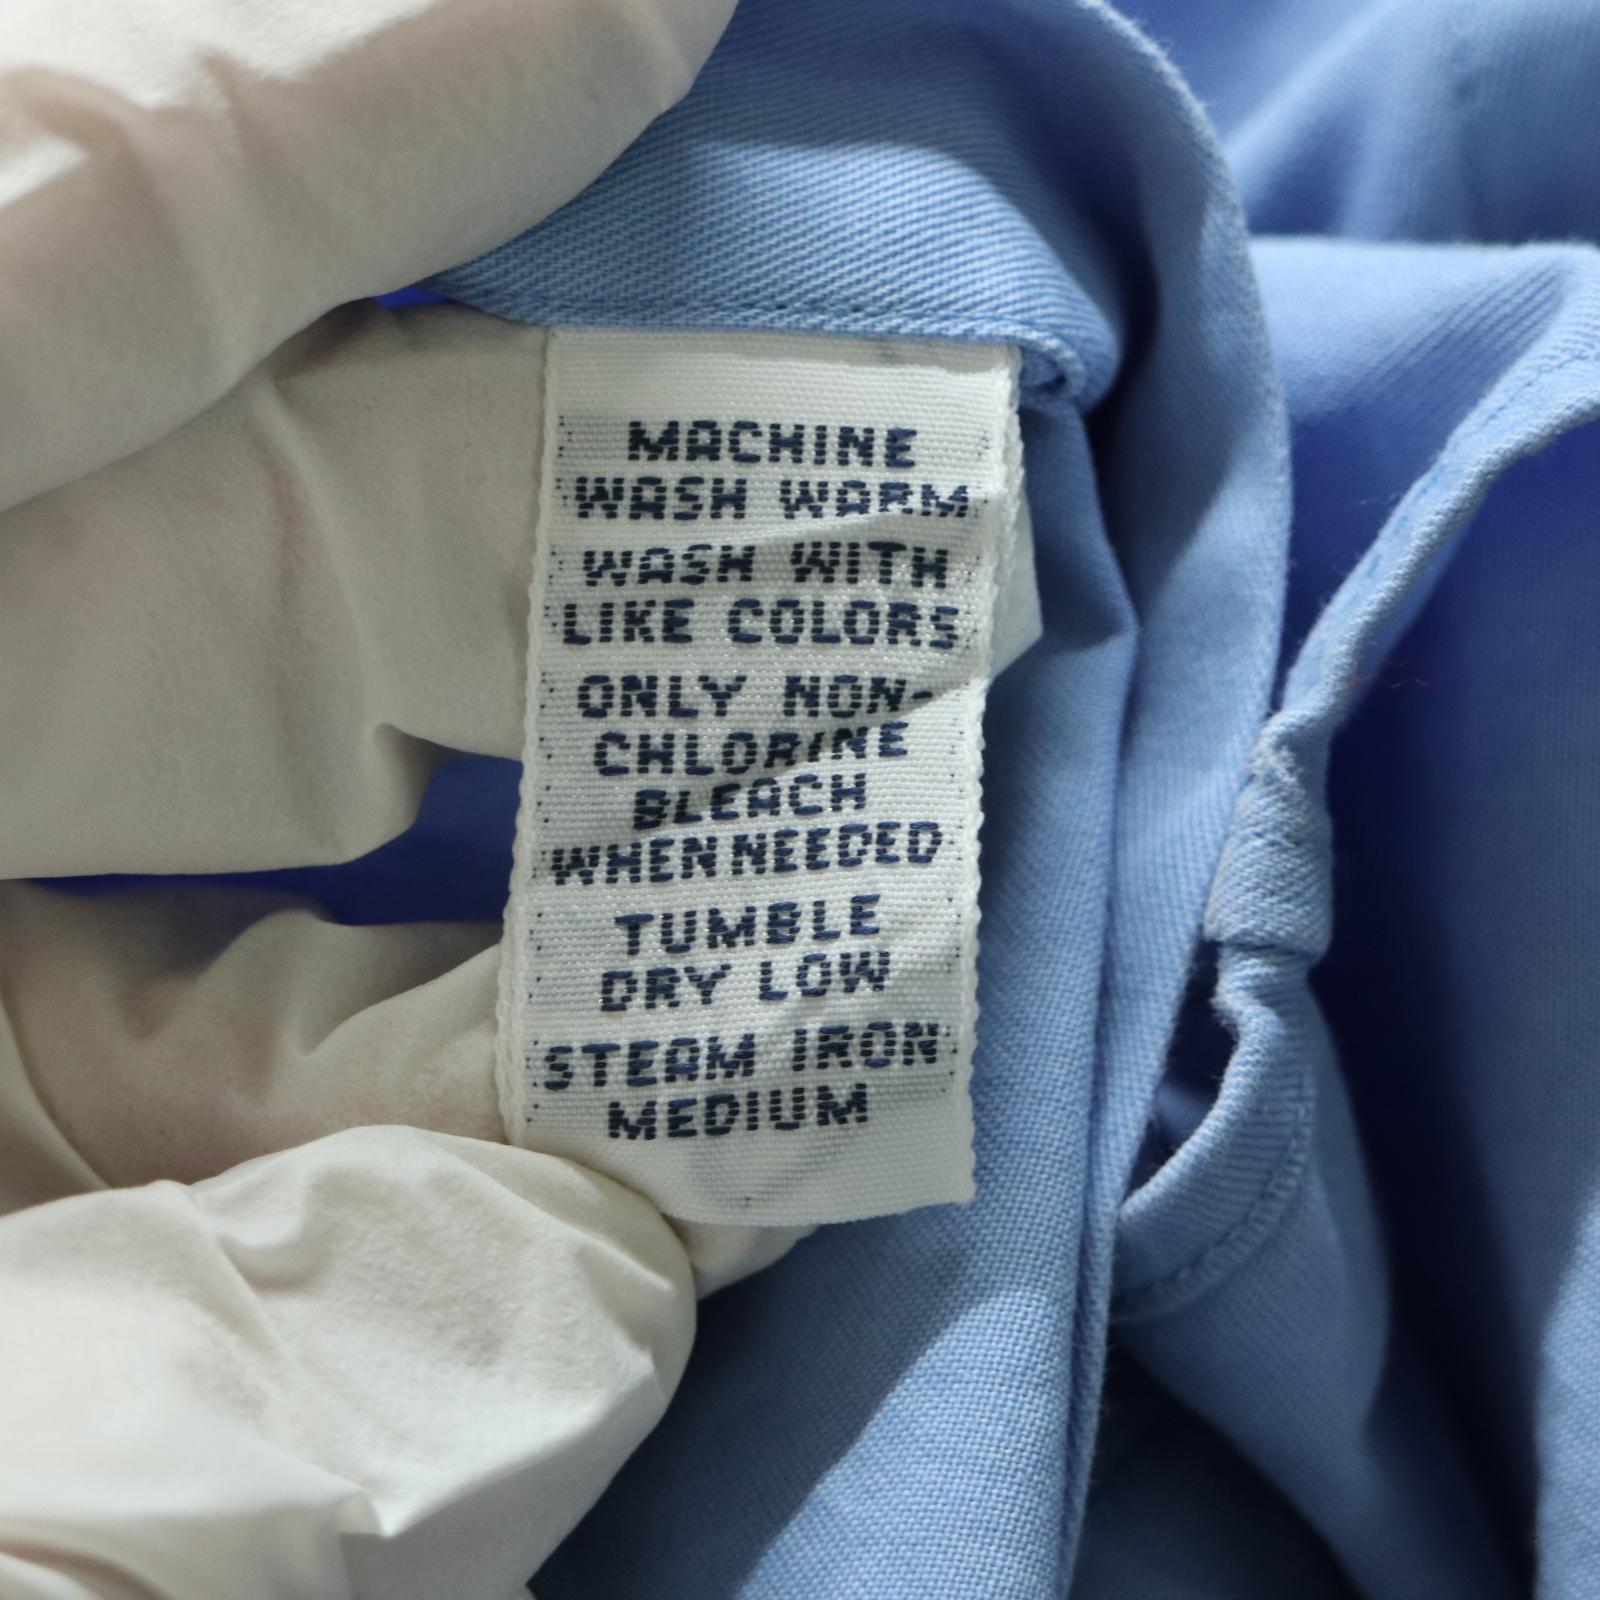 MACHINE
WASH WARM
WASH WITH
LIKE COLORS
ONLY NON-
CHLORINE
BLEACH
WHEN NEEDED
TUMBLE
DRY LOW
STEAM IRON
MEDIUM